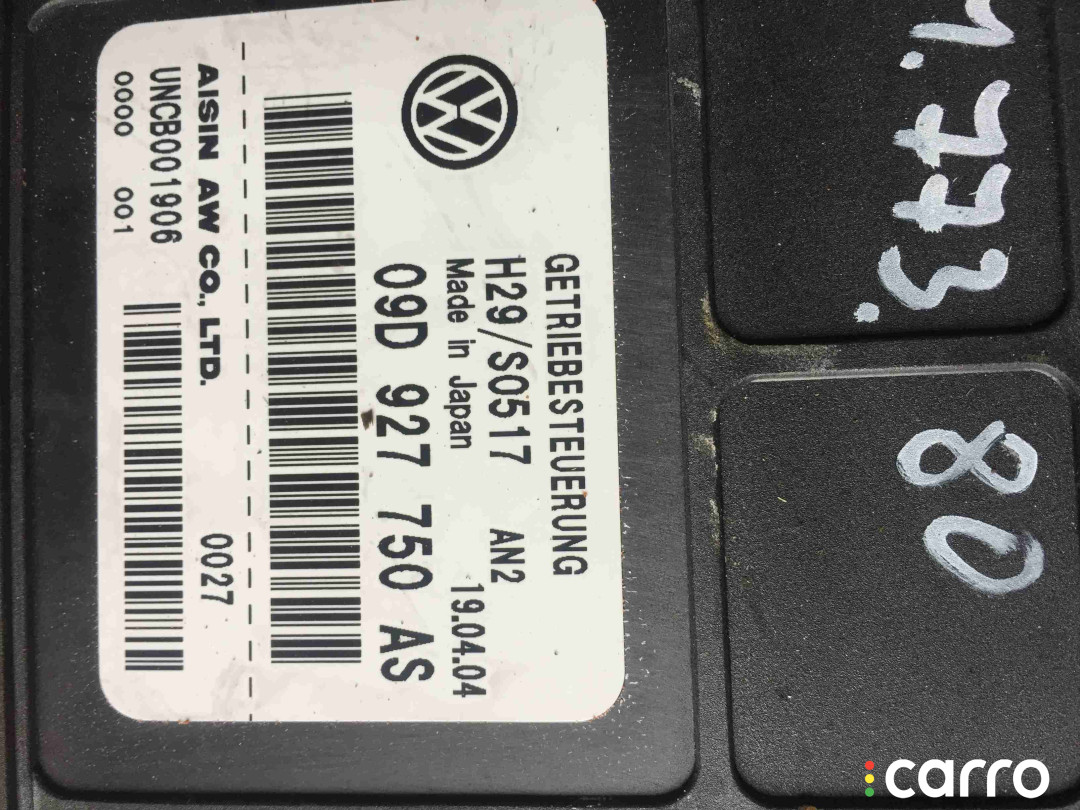 GETRIEBESTEUERUNG
H29/S0517 AN2
Made in Japan 19.04.04
09D 927 750 AS
AISIN AW CO., LTD. 0027
UNCB001906
0000 001
80
carro